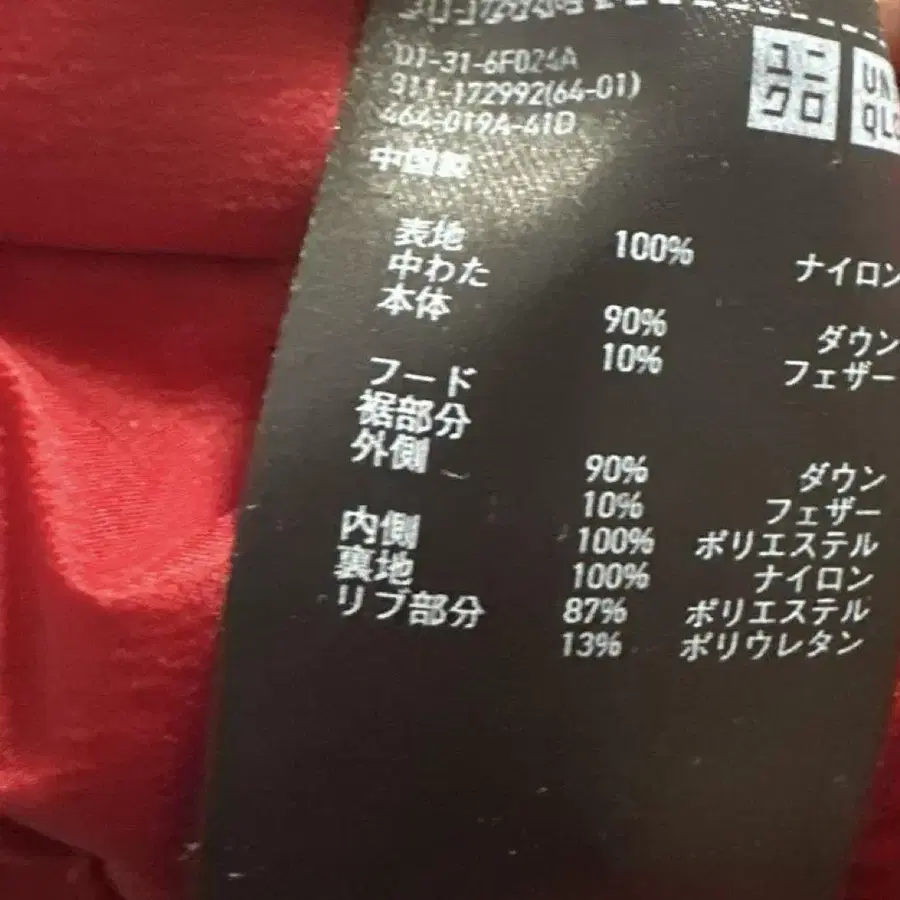 01-31-6F024A
311-172992(64-01)
464-019A-41D
ユニ
クロ
UN
QL
中国製
表地 100% ナイロン
中わた
本体 90% ダウン
10% フェザー
フード
裾部分
外側 90% ダウン
10% フェザー
内側 100% ポリエステル
裏地 100% ナイロン
リブ部分 87% ポリエステル
13% ポリウレタン